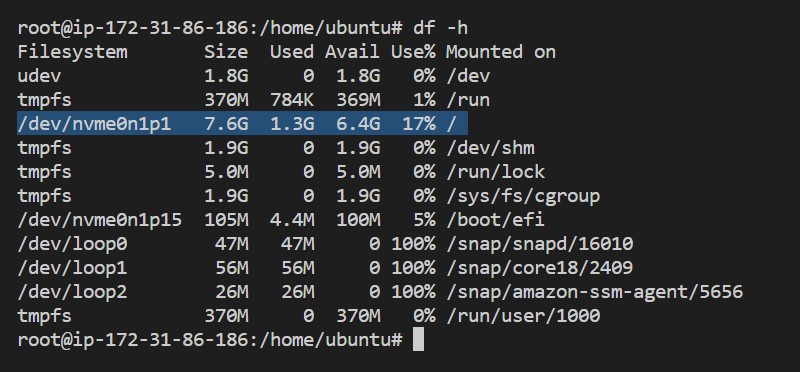 root@ip-172-31-86-186:/home/ubuntu# df -h
Filesystem      Size  Used Avail Use% Mounted on
udev            1.8G     0  1.8G   0% /dev
tmpfs           370M  784K  369M   1% /run
/dev/nvme0n1p1  7.6G  1.3G  6.4G  17% /
tmpfs           1.9G     0  1.9G   0% /dev/shm
tmpfs           5.0M     0  5.0M   0% /run/lock
tmpfs           1.9G     0  1.9G   0% /sys/fs/cgroup
/dev/nvme0n1p15 105M  4.4M  100M   5% /boot/efi
/dev/loop0       47M   47M     0 100% /snap/snapd/16010
/dev/loop1       56M   56M     0 100% /snap/core18/2409
/dev/loop2       26M   26M     0 100% /snap/amazon-ssm-agent/5656
tmpfs           370M     0  370M   0% /run/user/1000
root@ip-172-31-86-186:/home/ubuntu#